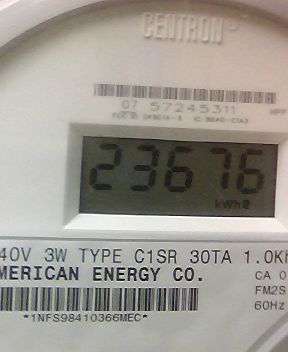 CENTRON®
07 57245311
23676
kWh
40V 3W TYPE C1SR 30TA 1.0Kh
MERICAN ENERGY CO.
CA 0
FM2S
60Hz
*1NFS98410366MEC*